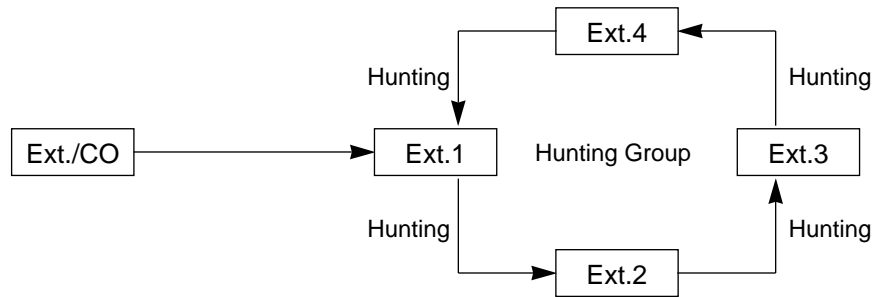 Ext.4
Hunting
Hunting
Ext./CO
Ext.1
Hunting Group
Ext.3
Hunting
Hunting
Ext.2